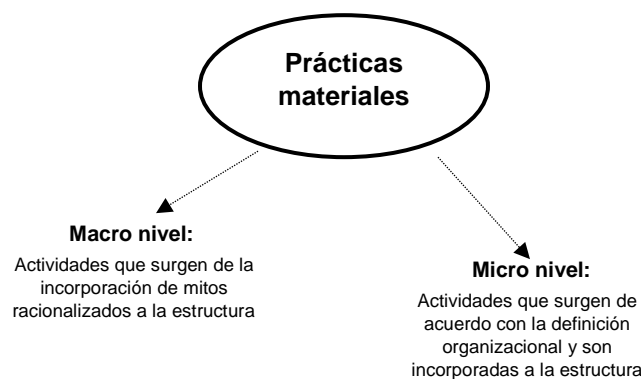 Prácticas
materiales
Macro nivel:
Actividades que surgen de la
incorporación de mitos
racionalizados a la estructura
Micro nivel:
Actividades que surgen de
acuerdo con la definición
organizacional y son
incorporadas a la estructura